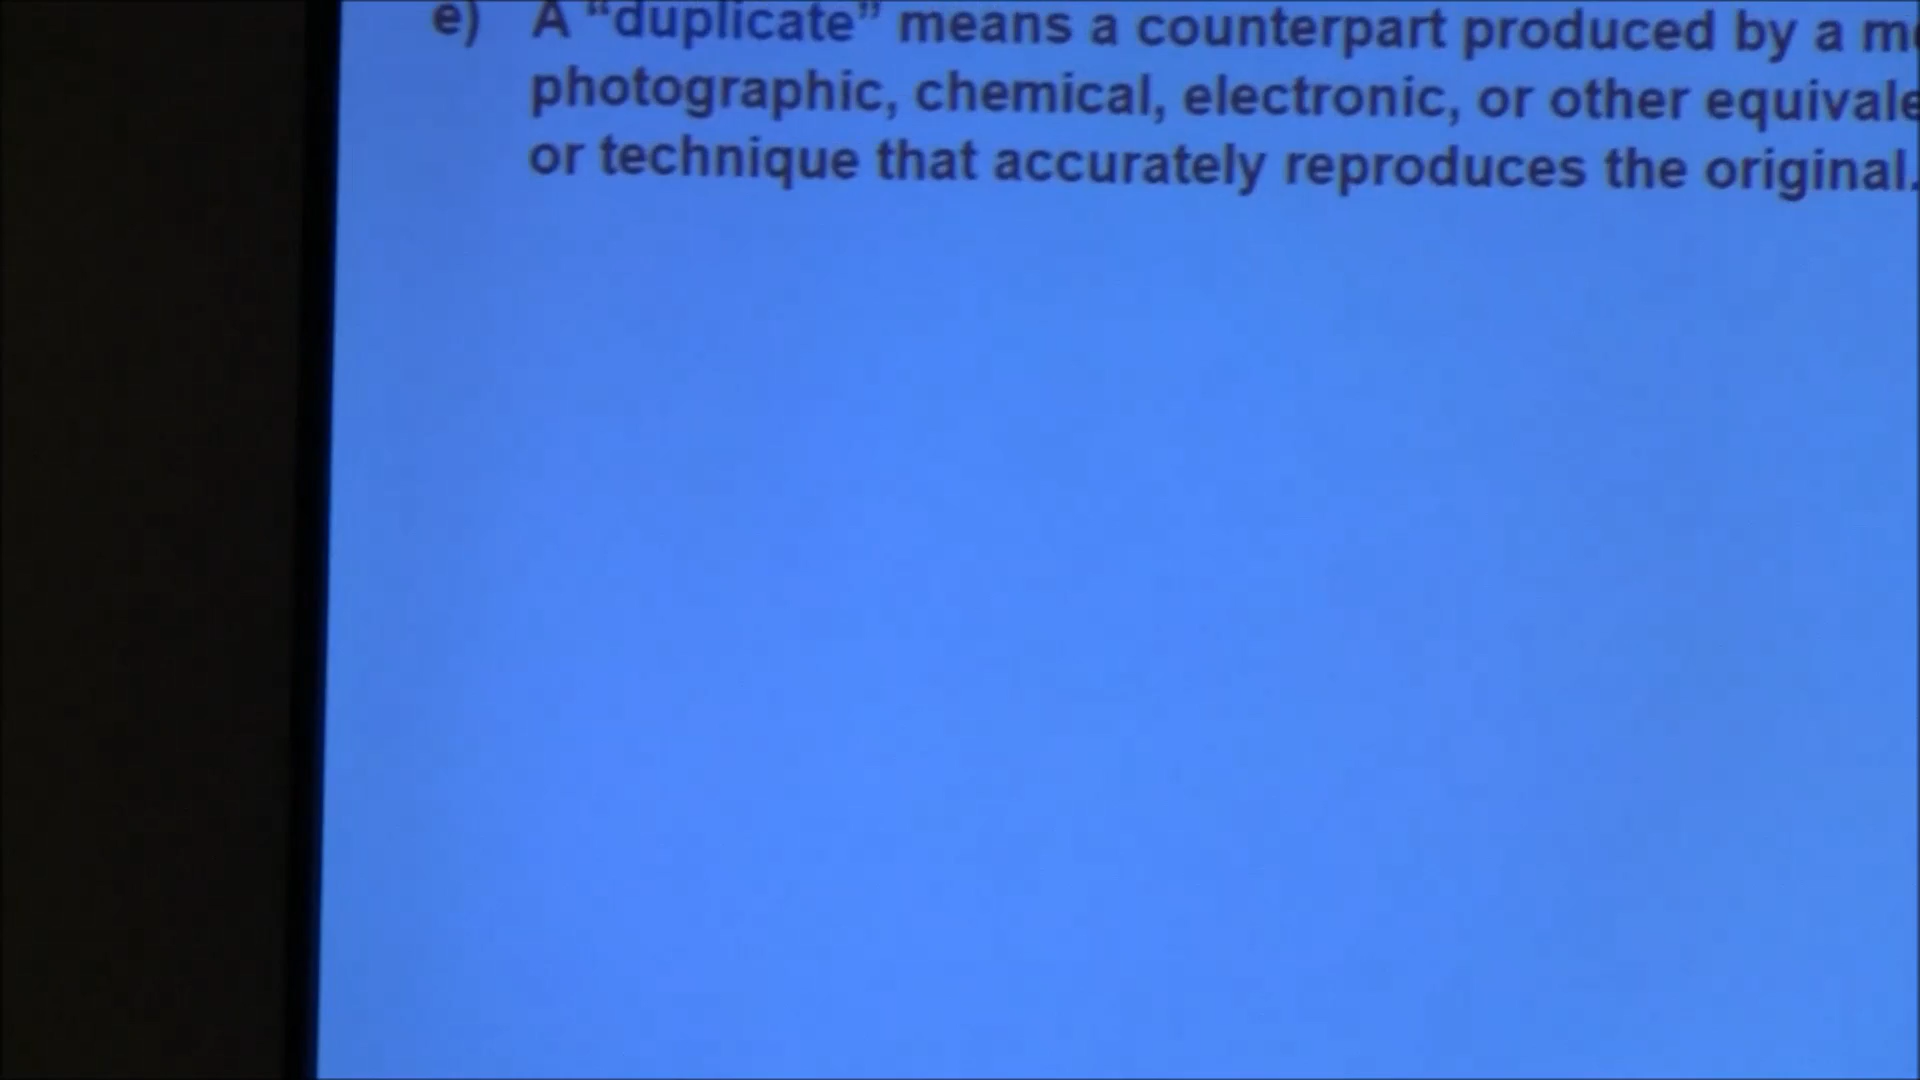 e) A “duplicate” means a counterpart produced by a
photographic, chemical, electronic, or other
or technique that accurately reproduces the original.